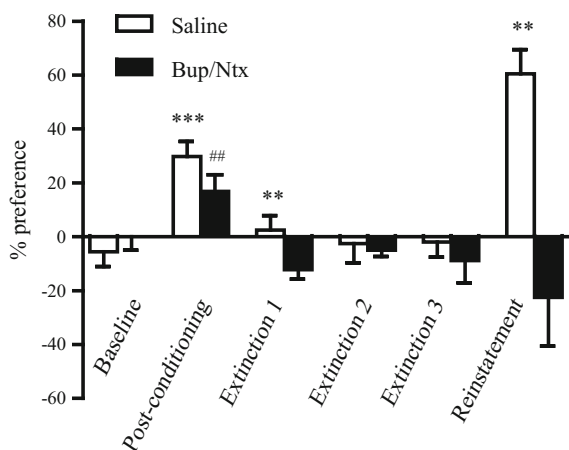 80
60
40
20
0
-20
-40
-60
% preference
Saline
Bup/Ntx
***
##
**
**
Baseline
Post-conditioning
Extinction 1
Extinction 2
Extinction 3
Reinstatement